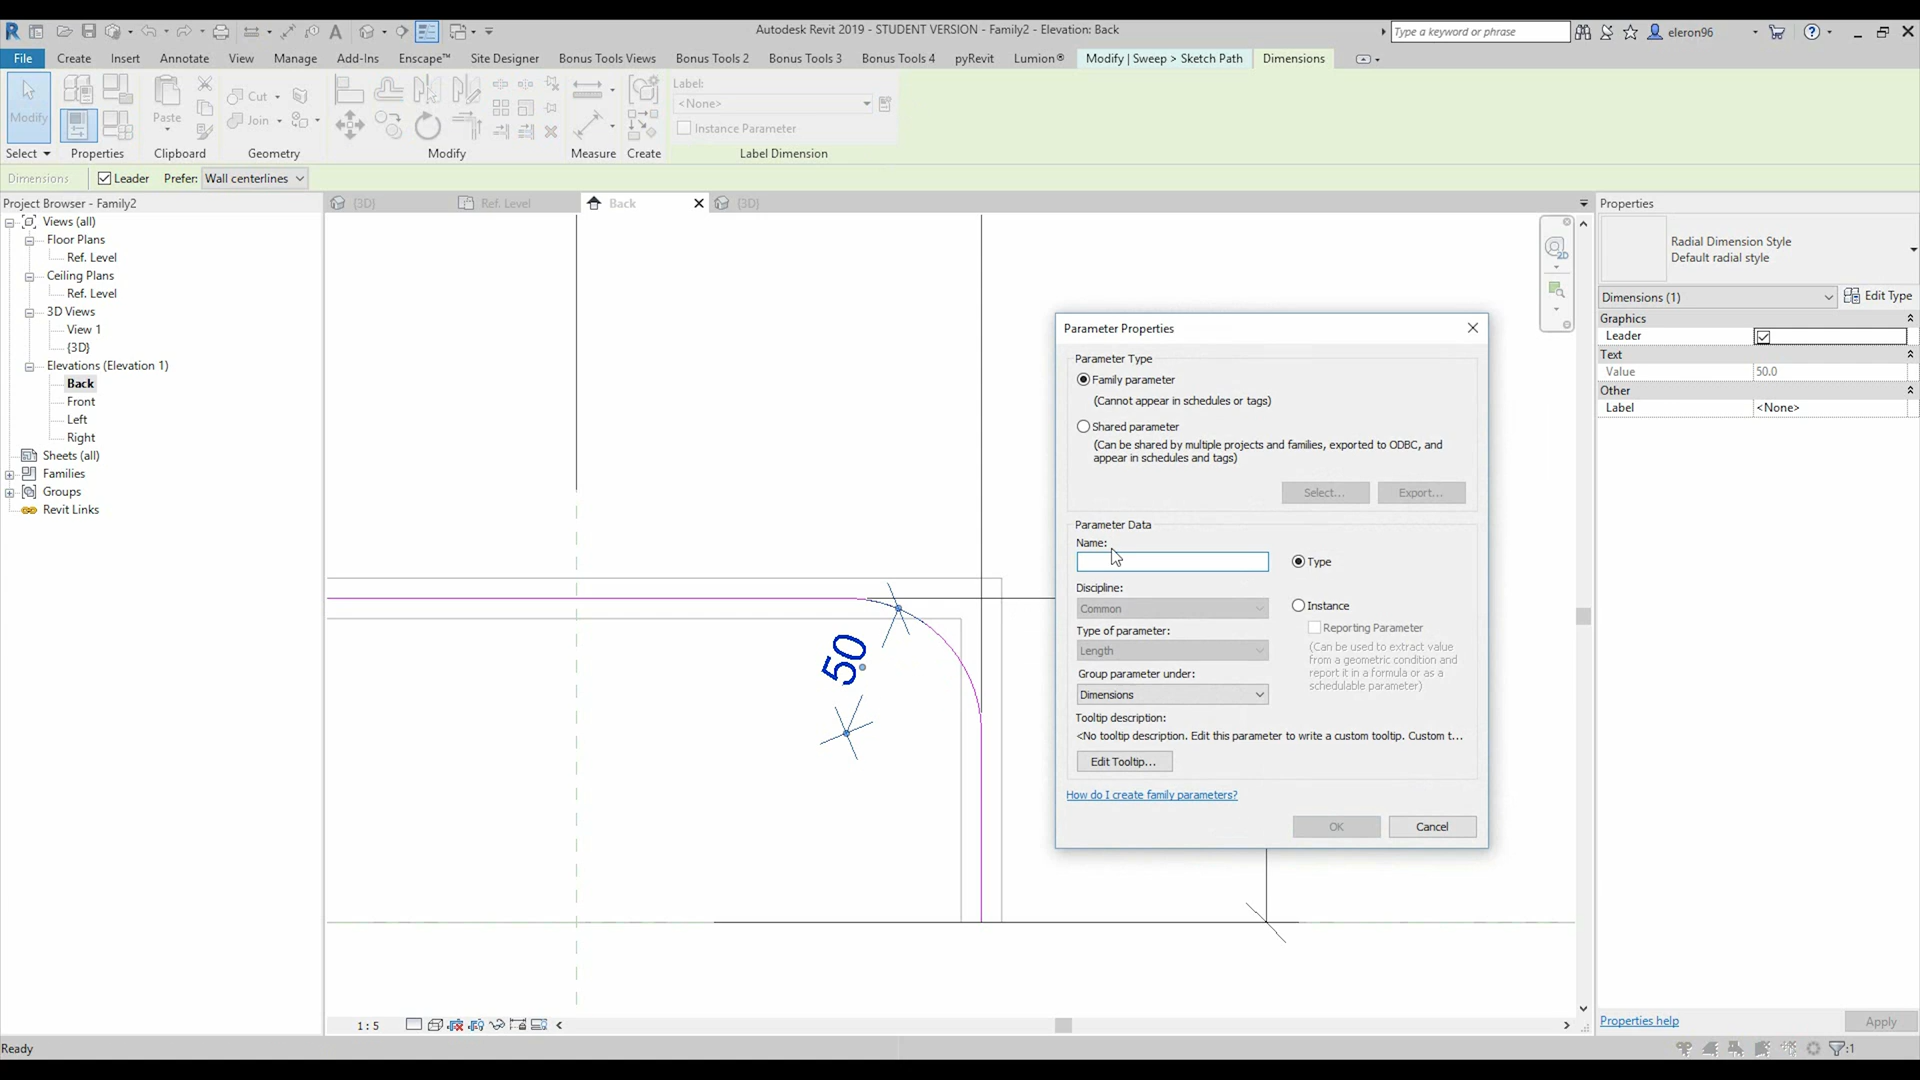 Autodesk Revit 2019 - STUDENT VERSION - Family2 - Elevation: Back
Type a keyword or phrase
eleron96
File Create Insert Annotate View Manage Add-Ins Enscape™ Site Designer Bonus Tools Views Bonus Tools 2 Bonus Tools 3 Bonus Tools 4 pyRevit Lumion® Modify | Sweep > Sketch Path Dimensions
Modify
Paste
Cut
Join
Label:
<None>
Instance Parameter
Select Properties Clipboard Geometry Modify Measure Create Label Dimension
Dimensions Leader Prefer: Wall centerlines
Project Browser - Family2
Views (all)
Floor Plans
Ref. Level
Ceiling Plans
Ref. Level
3D Views
View 1
{3D}
Elevations (Elevation 1)
Back
Front
Left
Right
Sheets (all)
Families
Groups
Revit Links
{3D} Ref. Level Back {3D}
2D
50
Parameter Properties
Parameter Type
Family parameter
(Cannot appear in schedules or tags)
Shared parameter
(Can be shared by multiple projects and families, exported to ODBC, and
appear in schedules and tags)
Select... Export...
Parameter Data
Name:
Type
Discipline:
Common
Instance
Type of parameter:
Reporting Parameter
Length
(Can be used to extract value
from a geometric condition and
report it in a formula or as a
schedulable parameter)
Group parameter under:
Dimensions
Tooltip description:
<No tooltip description. Edit this parameter to write a custom tooltip. Custom t...
Edit Tooltip...
How do I create family parameters?
OK Cancel
Properties
Radial Dimension Style
Default radial style
Dimensions (1) Edit Type
Graphics
Leader
Text
Value 50.0
Other
Label <None>
Properties help Apply
1 : 5
Ready
:1